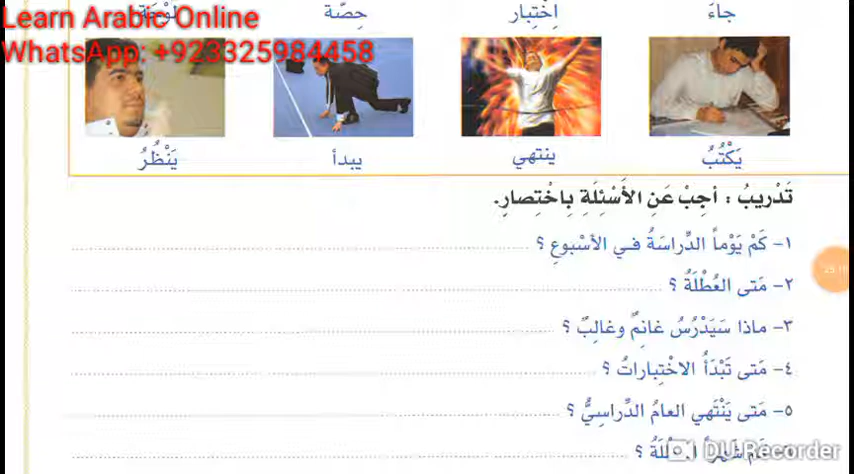 Learn Arabic Online
WhatsApp: +923325984458
جاءَ اِخْتِبار حِصَّة
يَكْتُبُ ينتهي يبدأ يَنْظُرُ
تَدْريبُ : أجِبْ عَنِ الأَسْئِلَةِ بِاخْتِصارِ.
١- كَمْ يَوْماً الدِّراسَةُ في الأسْبوعِ ؟
٢- مَتى العُطْلَةُ ؟
٣- ماذا سَيَدْرُسُ غانِمٌ وغالِبٌ ؟
٤- مَتى تَبْدَأُ الاخْتِباراتُ ؟
٥- مَتى يَنْتَهي العامُ الدِّراسِيُّ ؟
DU Recorder